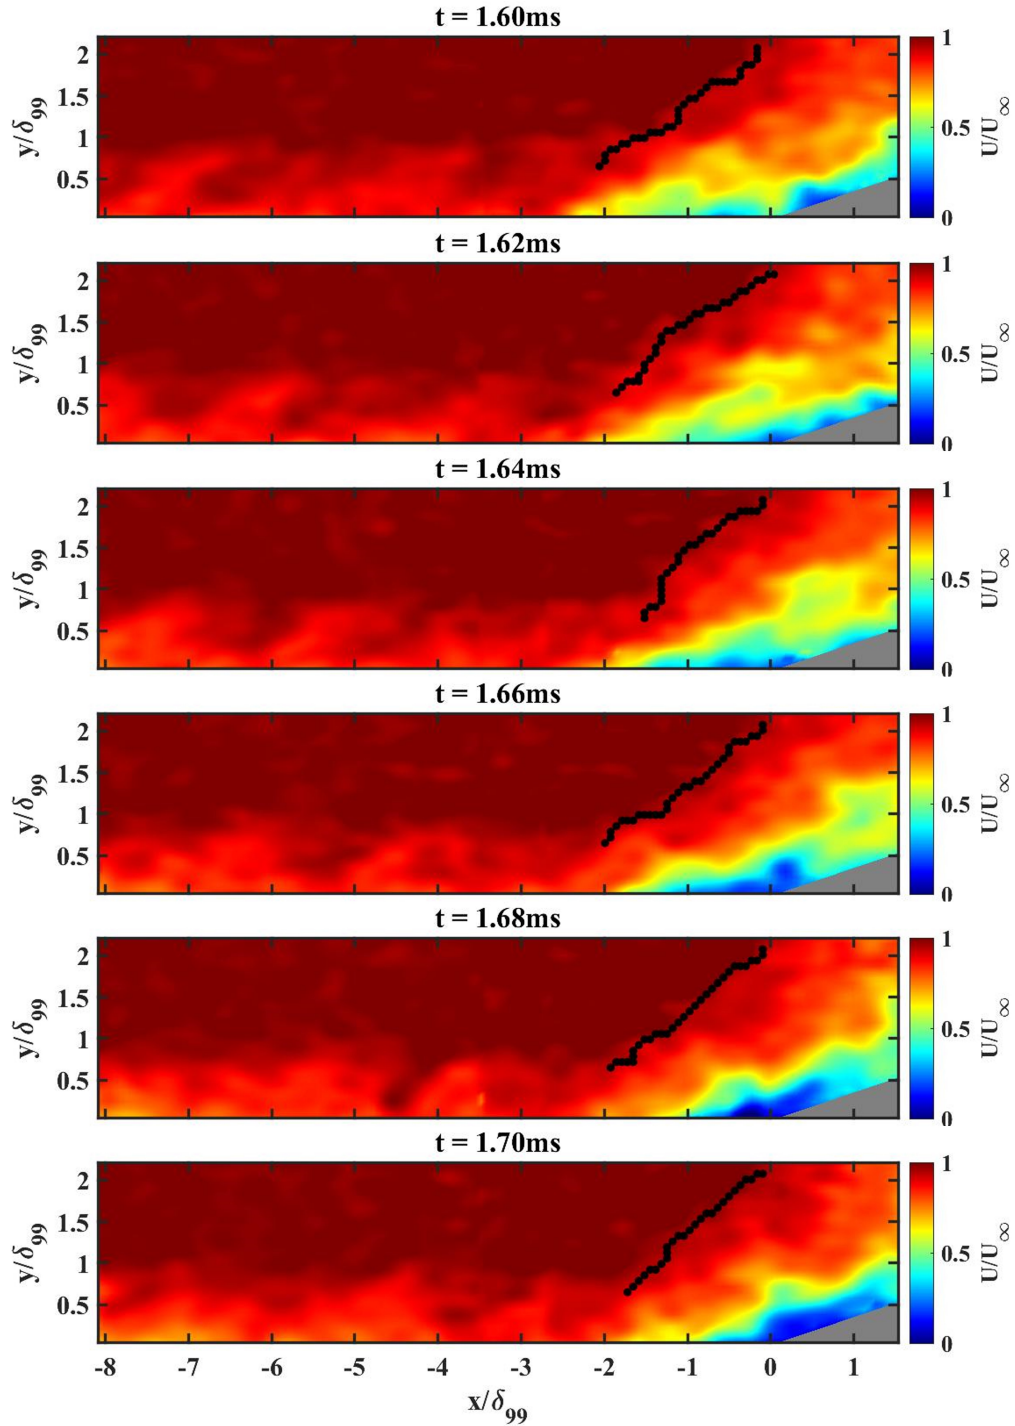 t = 1.60ms
2
1.5
1
0.5
y/δ99
1
0.5
0
U/U∞
t = 1.62ms
2
1.5
1
0.5
y/δ99
1
0.5
0
U/U∞
t = 1.64ms
2
1.5
1
0.5
y/δ99
1
0.5
0
U/U∞
t = 1.66ms
2
1.5
1
0.5
y/δ99
1
0.5
0
U/U∞
t = 1.68ms
2
1.5
1
0.5
y/δ99
1
0.5
0
U/U∞
t = 1.70ms
2
1.5
1
0.5
y/δ99
1
0.5
0
U/U∞
-8 -7 -6 -5 -4 -3 -2 -1 0 1
x/δ99